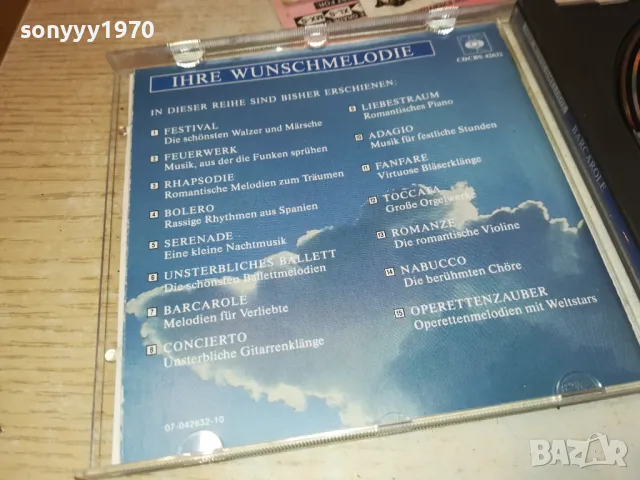 sonyyy1970
IHRE WUNSCHMELODIE
CBS
CDCBS 42632
IN DIESER REIHE SIND BISHER ERSCHIENEN:
1 FESTIVAL
Die schönsten Walzer und Märsche
2 FEUERWERK
Musik, aus der die Funken sprühen
3 RHAPSODIE
Romantische Melodien zum Träumen
4 BOLERO
Rassige Rhythmen aus Spanien
5 SERENADE
Eine kleine Nachtmusik
6 UNSTERBLICHES BALLETT
Die schönsten Ballettmelodien
7 BARCAROLE
Melodien für Verliebte
8 CONCIERTO
Unsterbliche Gitarrenklänge
9 LIEBESTRAUM
Romantisches Piano
10 ADAGIO
Musik für festliche Stunden
11 FANFARE
Virtuose Bläserklänge
12 TOCCATA
Große Orgelwerke
13 ROMANZE
Die romantische Violine
14 NABUCCO
Die berühmten Chöre
15 OPERETTENZAUBER
Operettenmelodien mit Weltstars
07-042632-10
BARCAROLE
BAZAR